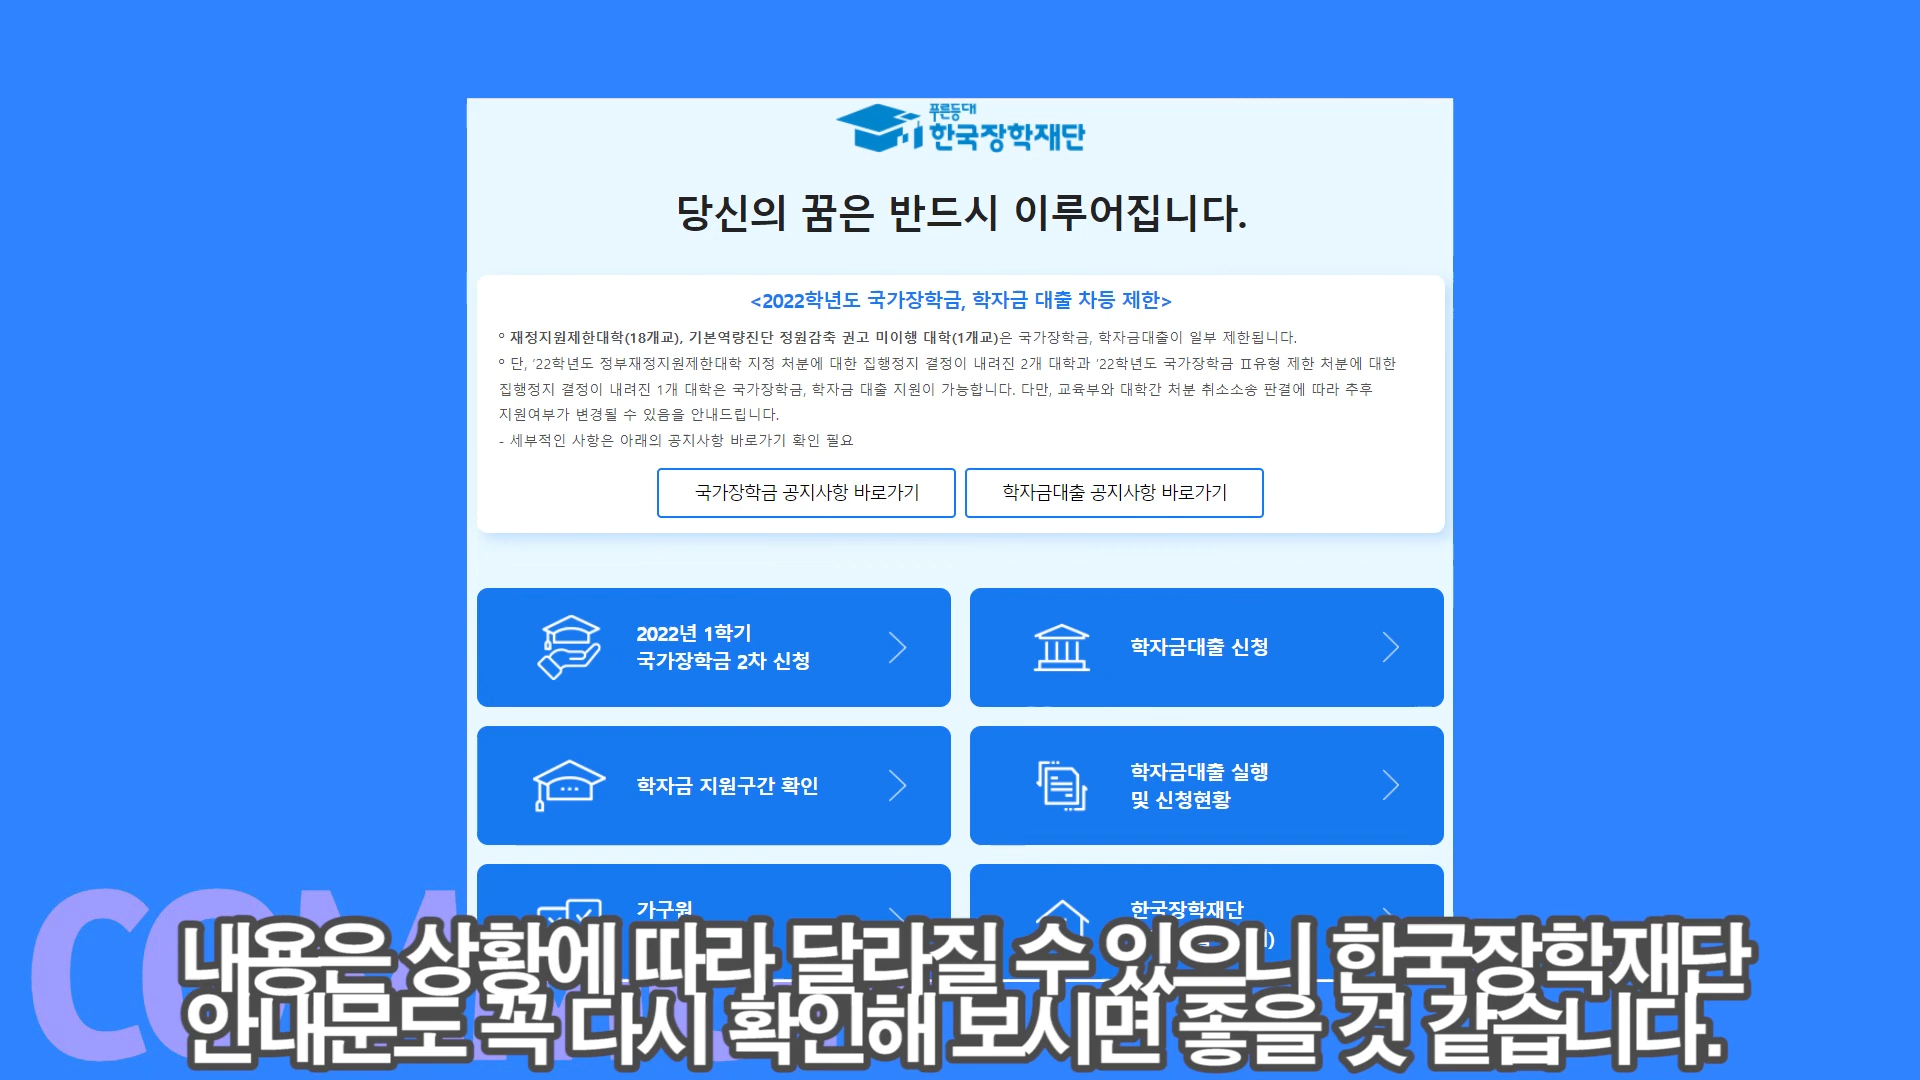 푸른등대
한국장학재단
당신의 꿈은 반드시 이루어집니다.
<2022학년도 국가장학금, 학자금 대출 차등 제한>
º 재정지원제한대학(18개교), 기본역량진단 정원감축 권고 미이행 대학(1개교)은 국가장학금, 학자금대출이 일부 제한됩니다.
º 단, ’22학년도 정부재정지원제한대학 지정 처분에 대한 집행정지 결정이 내려진 2개 대학과 ’22학년도 국가장학금 Ⅱ유형 제한 처분에 대한
집행정지 결정이 내려진 1개 대학은 국가장학금, 학자금 대출 지원이 가능합니다. 다만, 교육부와 대학간 처분 취소소송 판결에 따라 추후
지원여부가 변경될 수 있음을 안내드립니다.
- 세부적인 사항은 아래의 공지사항 바로가기 확인 필요
국가장학금 공지사항 바로가기
학자금대출 공지사항 바로가기
2022년 1학기
국가장학금 2차 신청
학자금대출 신청
학자금 지원구간 확인
학자금대출 실행
및 신청현황
가구원
한국장학재단
내용은 상황에 따라 달라질 수 있으니 한국장학재단
안내문도 꼭 다시 확인해 보시면 좋을 것 같습니다.